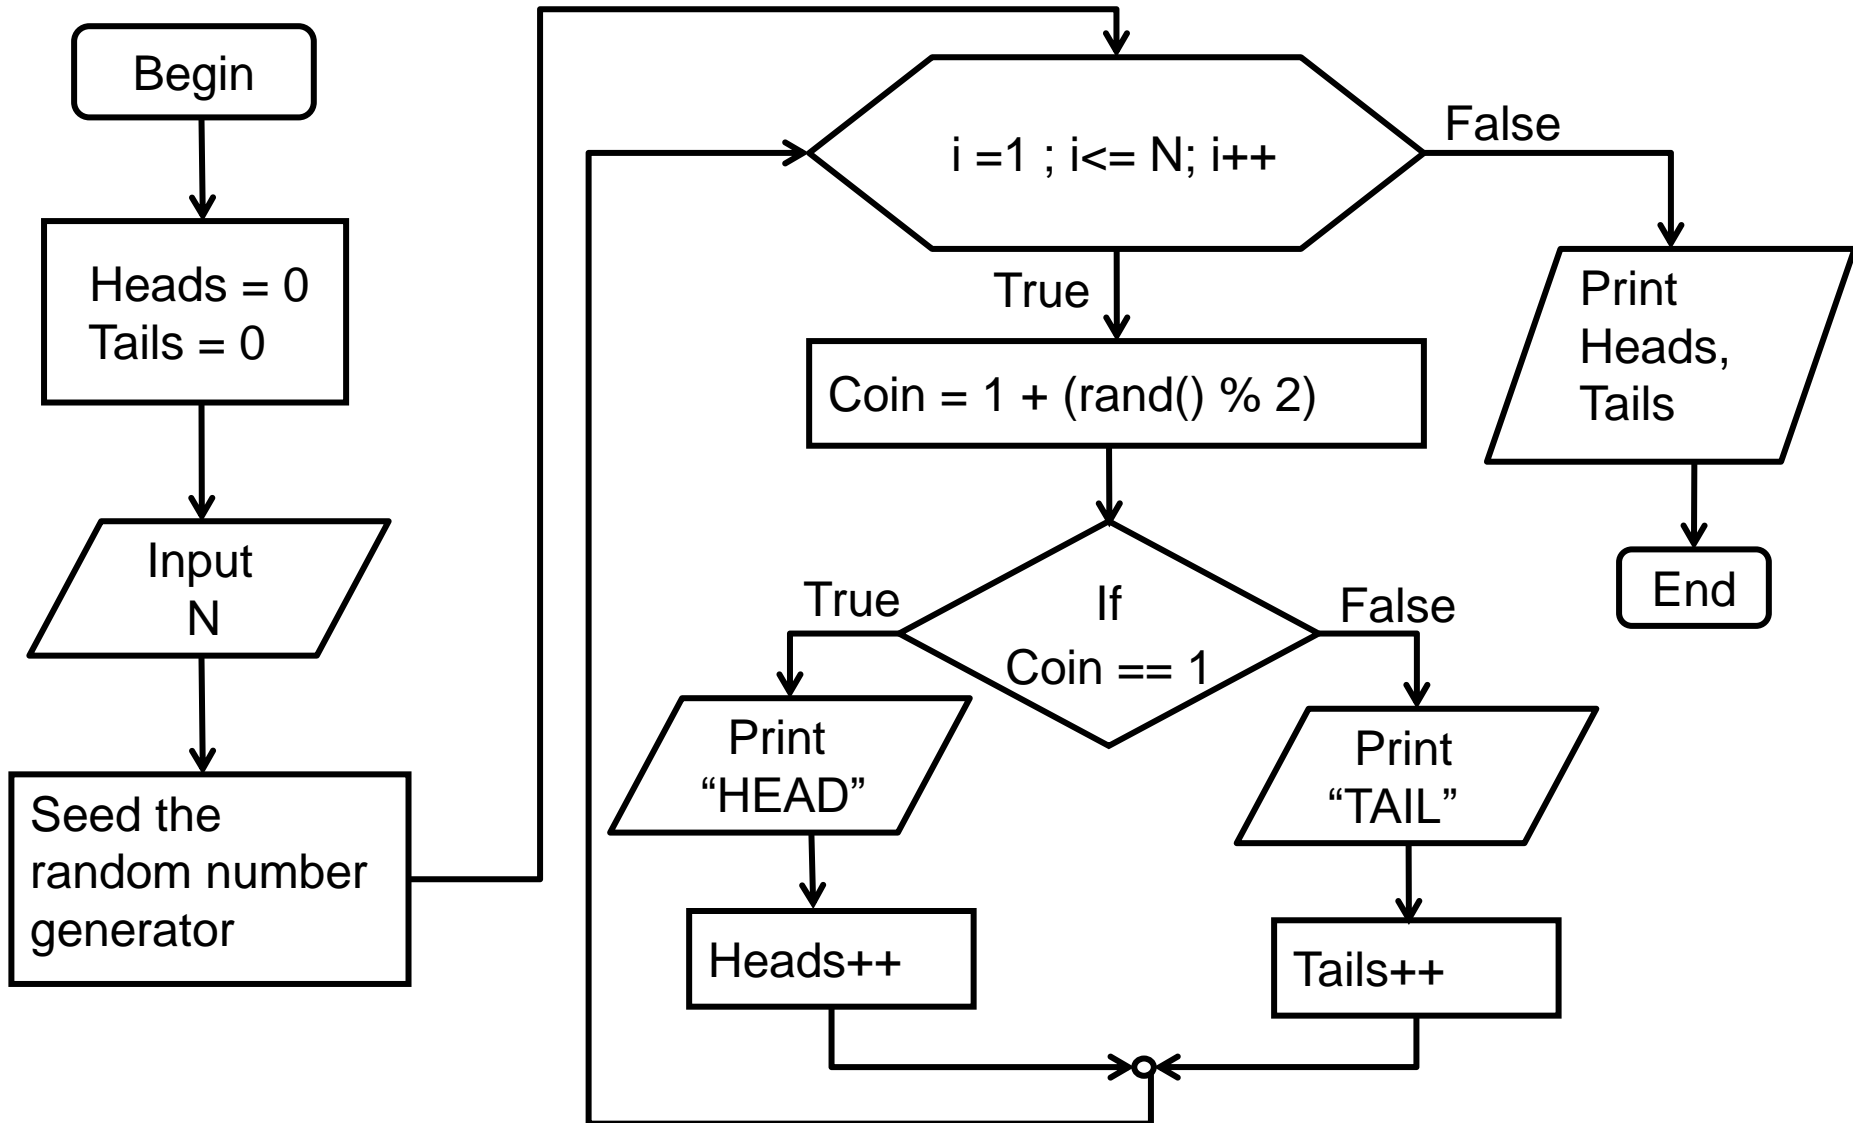 Begin
Heads = 0
Tails = 0
Input
N
Seed the
random number
generator
i =1 ; i<= N; i++
False
True
Coin = 1 + (rand() % 2)
If
Coin == 1
True
False
Print
“HEAD”
Heads++
Print
“TAIL”
Tails++
Print
Heads,
Tails
End